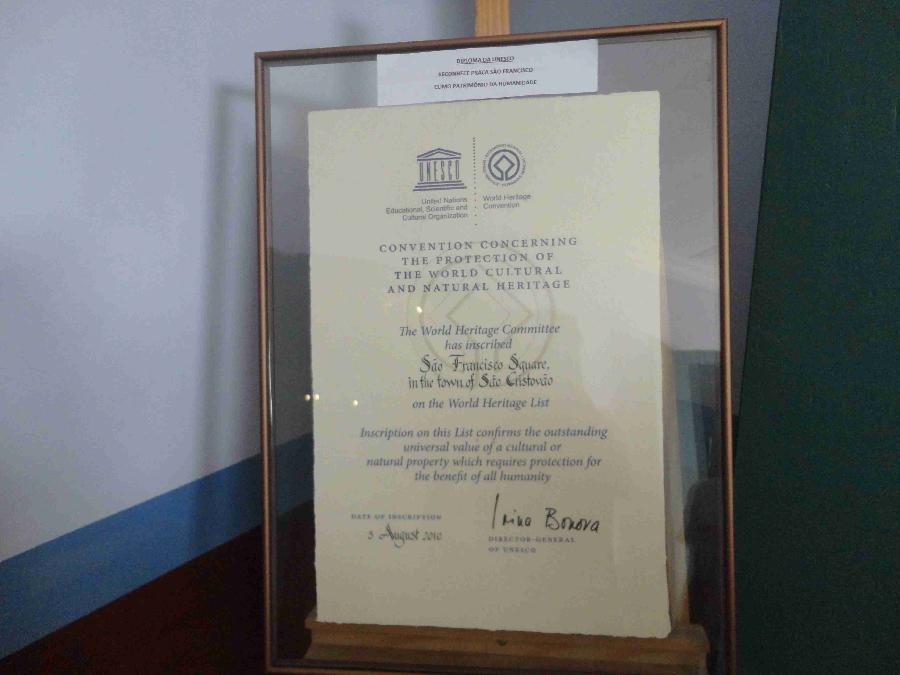 DIPLOMA DA UNESCO
RECONHECE PRAÇA SÃO FRANCISCO
COMO PATRIMÔNIO DA HUMANIDADE
UNESCO
United Nations
Educational, Scientific and
Cultural Organization
World Heritage
Convention
CONVENTION CONCERNING
THE PROTECTION OF
THE WORLD CULTURAL
AND NATURAL HERITAGE
The World Heritage Committee
has inscribed
São Francisco Square,
in the town of São Cristovão
on the World Heritage List
Inscription on this List confirms the outstanding
universal value of a cultural or
natural property which requires protection for
the benefit of all humanity
DATE OF INSCRIPTION
3 August 2010
Irina Bokova
DIRECTOR-GENERAL
OF UNESCO